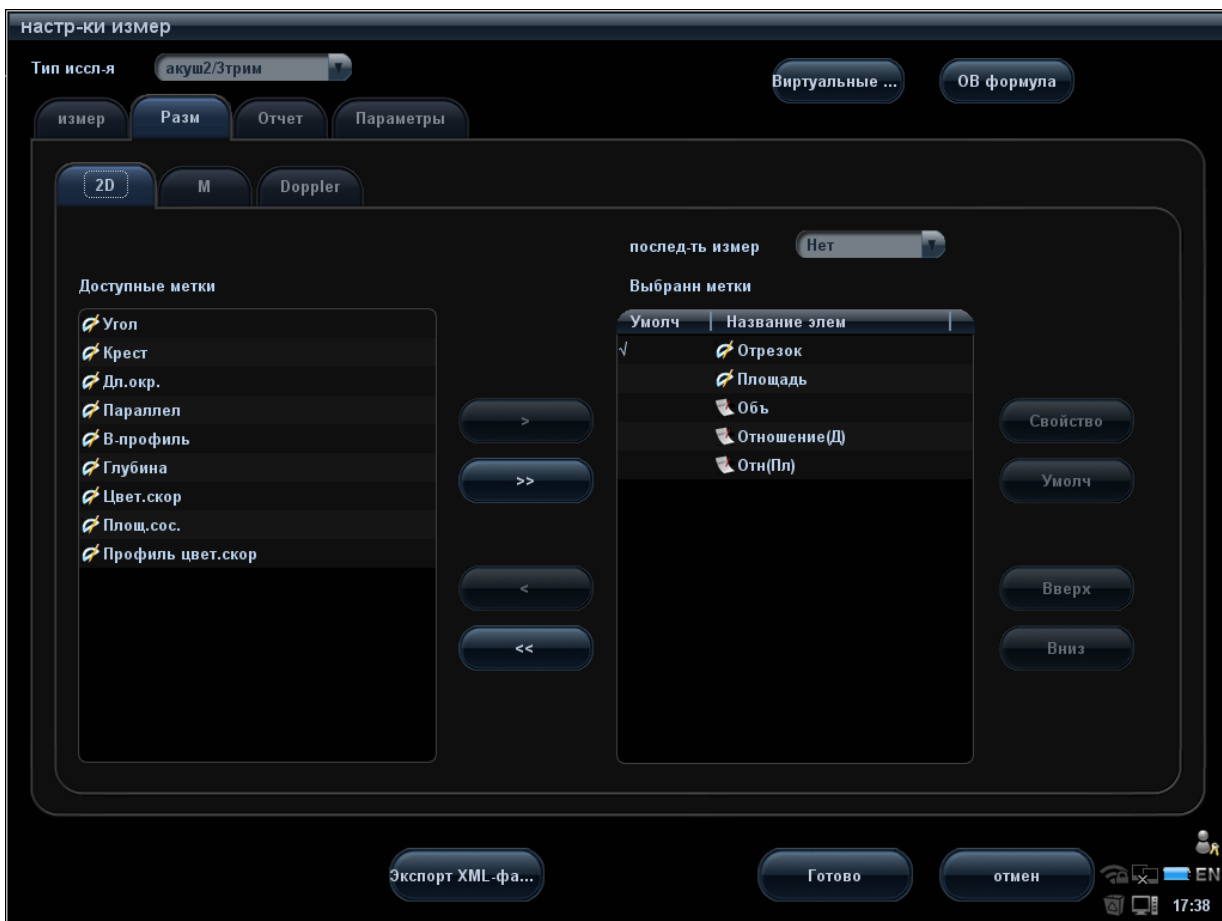 настр-ки измер
Тип иссл-я акуш2/3трим Виртуальные ... ОВ формула
измер Разм Отчет Параметры
2D М Doppler
послед-ть измер Нет
Доступные метки Выбранн метки
Умолч Название элем
Угол
Крест
Дл.окр.
Параллел
В-профиль
Глубина
Цвет.скор
Площ.сос.
Профиль цвет.скор
>
>>
<
<<
√ Отрезок
Площадь
Объ
Отношение(Д)
Отн(Пл)
Свойство
Умолч
Вверх
Вниз
Экспорт XML-фа... Готово отмен
EN
17:38